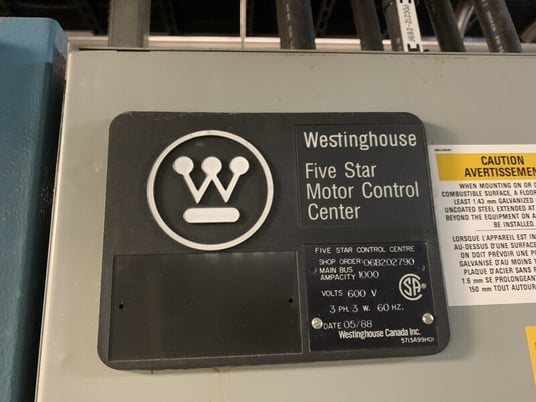 Westinghouse
Five Star
Motor Control
Center
FIVE STAR CONTROL CENTRE
SHOP ORDER: 06B202790
MAIN BUS
AMPACITY 1000
VOLTS 600 V
3 PH. 3 W. 60 HZ.
DATE 05/88
Westinghouse Canada Inc.
5713A99H01
CAUTION
AVERTISSEMEN
WHEN MOUNTING ON OR
COMBUSTIBLE SURFACE, A FLOOR
LEAST 1.43 mm GALVANIZED
UNCOATED STEEL EXTENDED AT
BEYOND THE EQUIPMENT ON A
BE INSTALLED.
LORSQUE L'APPAREIL EST IN
AU-DESSUS D'UNE SURFACE
ON DOIT PRÉVOIR UNE P
GALVANISÉ D'AU MOINS 1
PLAQUE D'ACIER SANS R
1.6 mm SE PROLONGEAN
150 mm TOUT AUTOUR